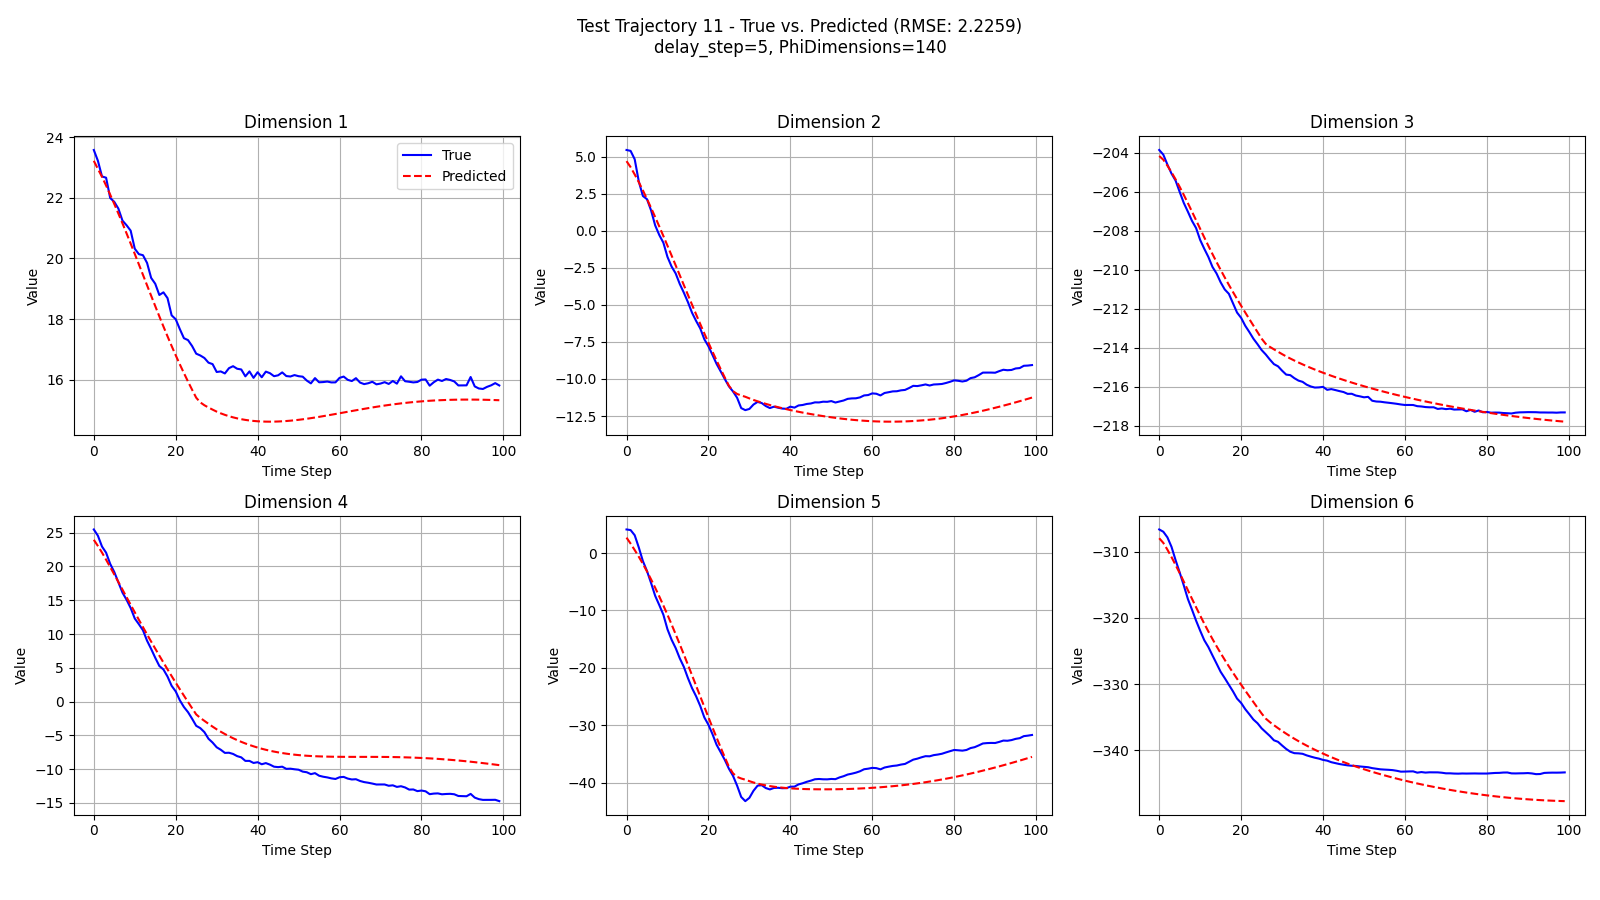 Test Trajectory 11 - True vs. Predicted (RMSE: 2.2259)
delay_step=5, PhiDimensions=140
Dimension 1
Value
24
22
20
18
16
0 20 40 60 80 100
Time Step
True
Predicted
Dimension 2
Value
5.0
2.5
0.0
−2.5
−5.0
−7.5
−10.0
−12.5
0 20 40 60 80 100
Time Step
Dimension 3
Value
−204
−206
−208
−210
−212
−214
−216
−218
0 20 40 60 80 100
Time Step
Dimension 4
Value
25
20
15
10
5
0
−5
−10
−15
0 20 40 60 80 100
Time Step
Dimension 5
Value
0
−10
−20
−30
−40
0 20 40 60 80 100
Time Step
Dimension 6
Value
−310
−320
−330
−340
0 20 40 60 80 100
Time Step